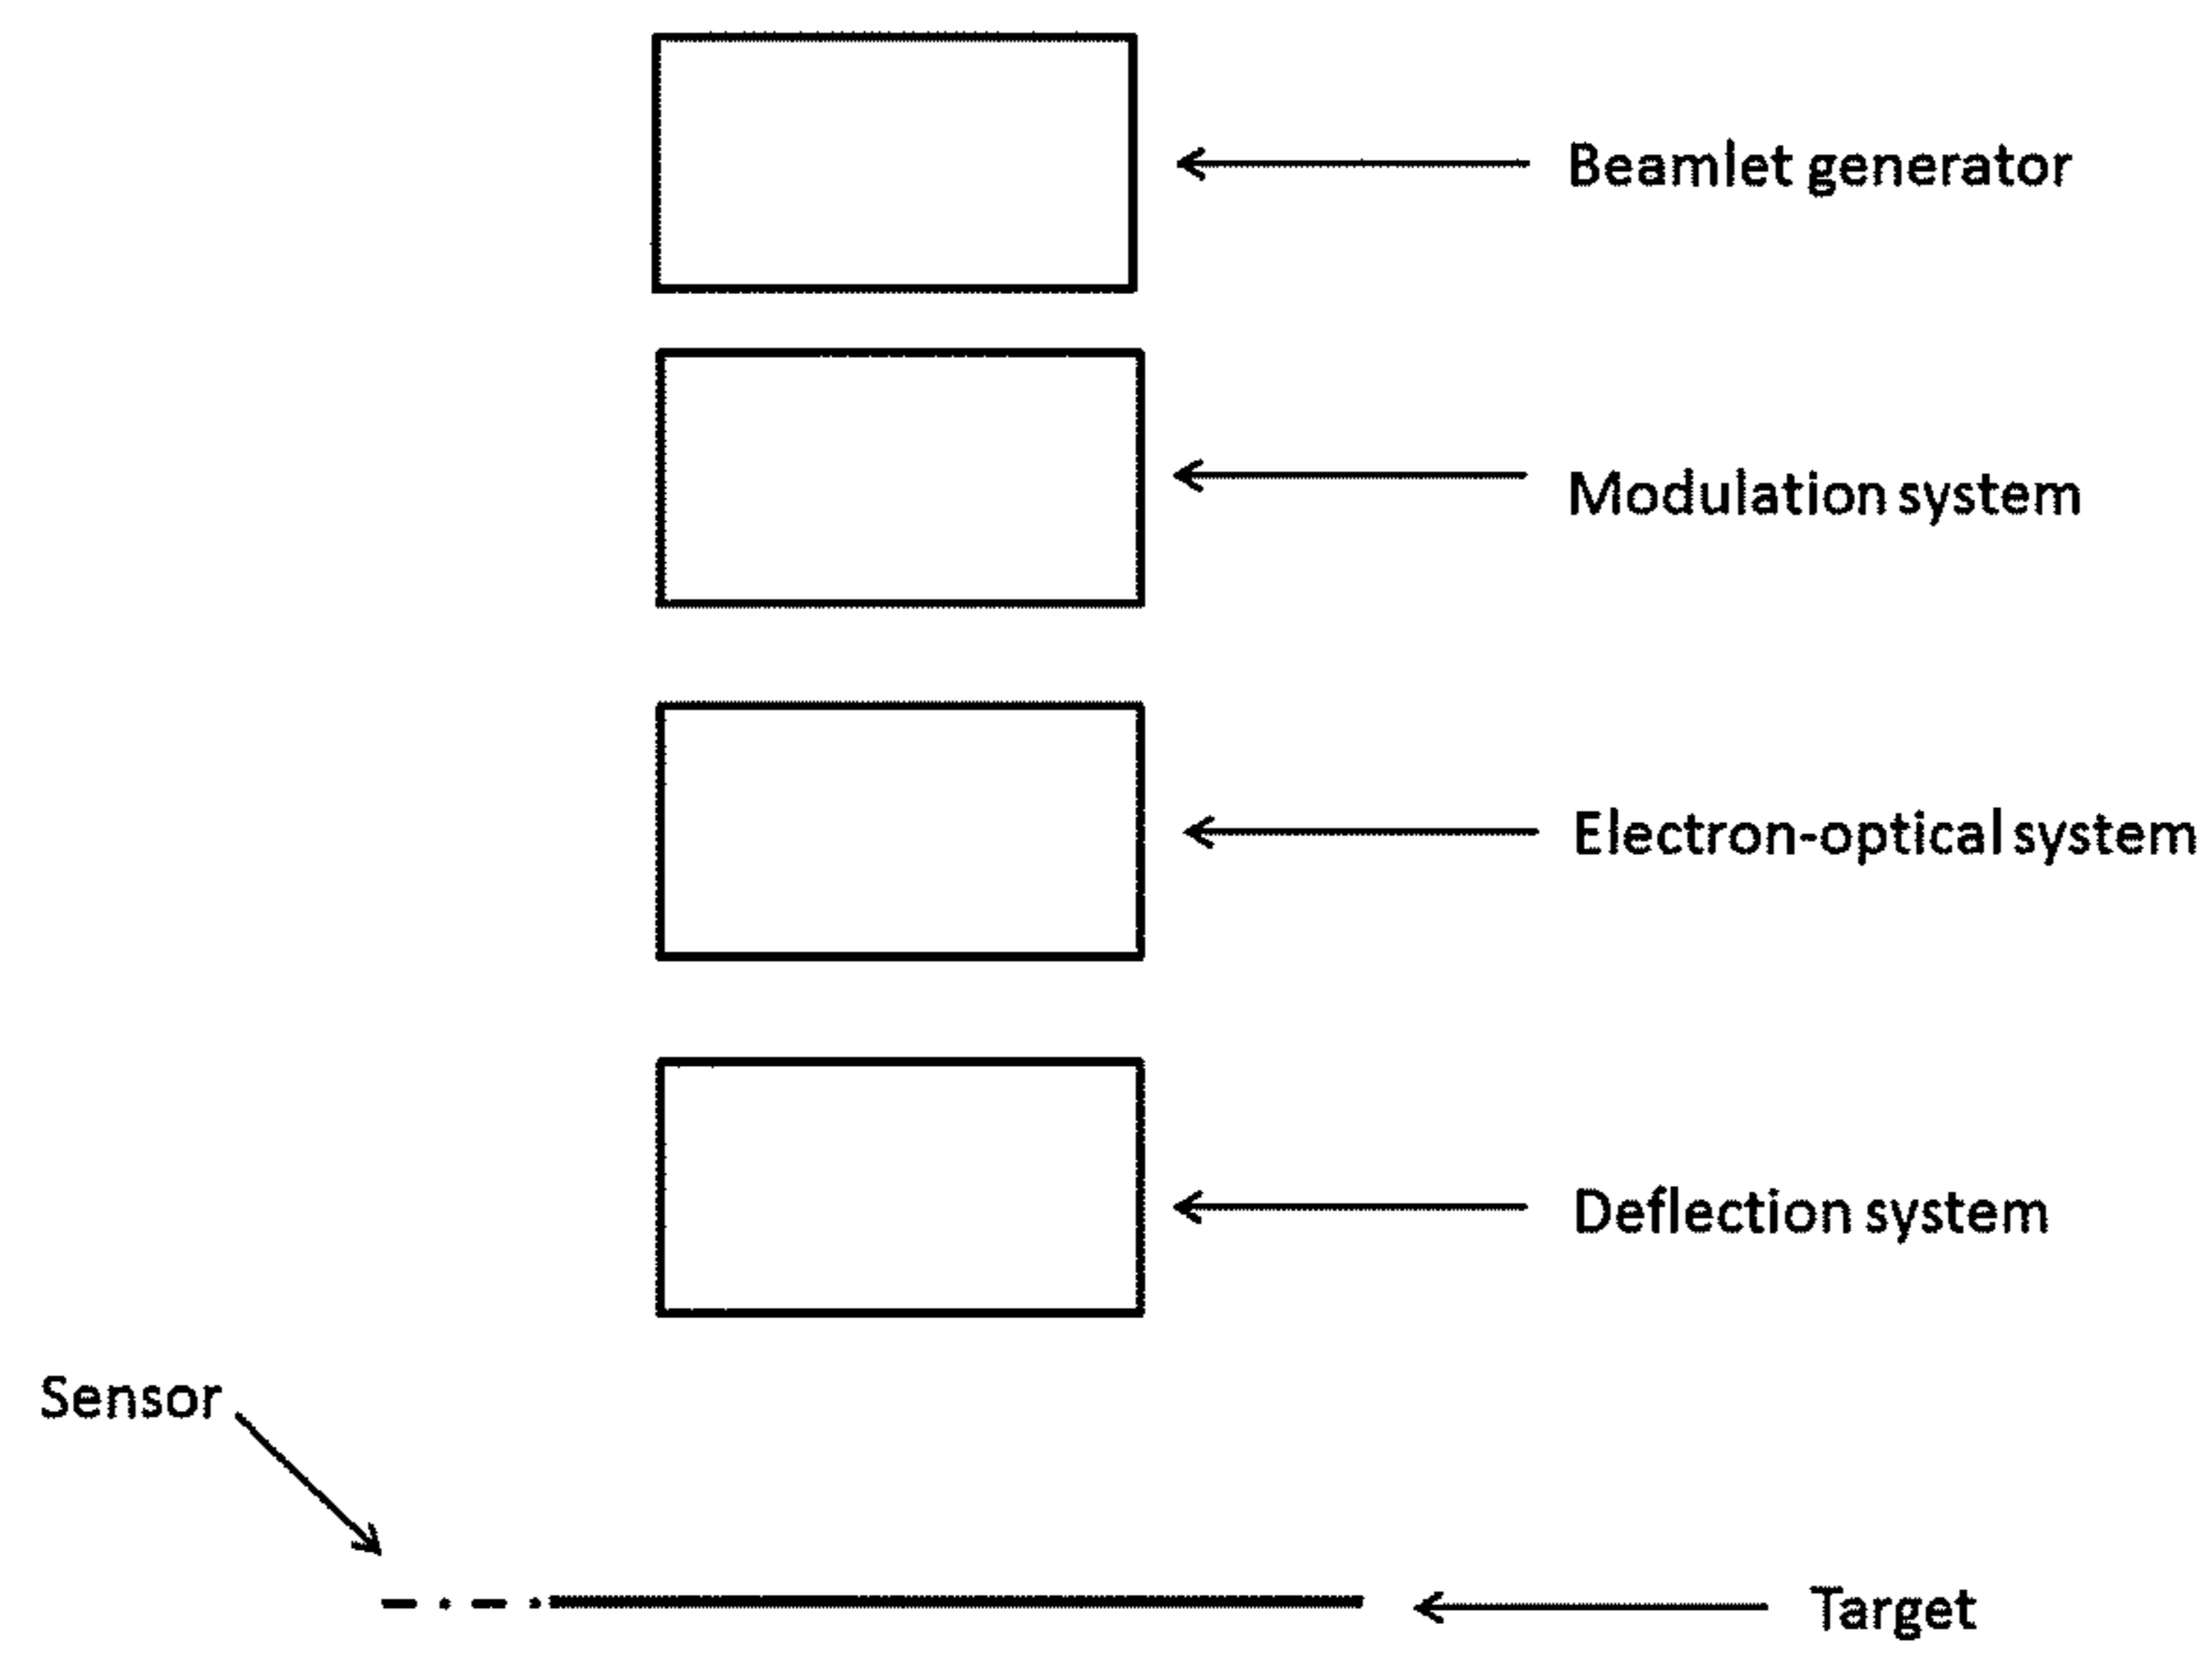 Beamlet generator
Modulation system
Electron-optical system
Deflection system
Sensor
Target